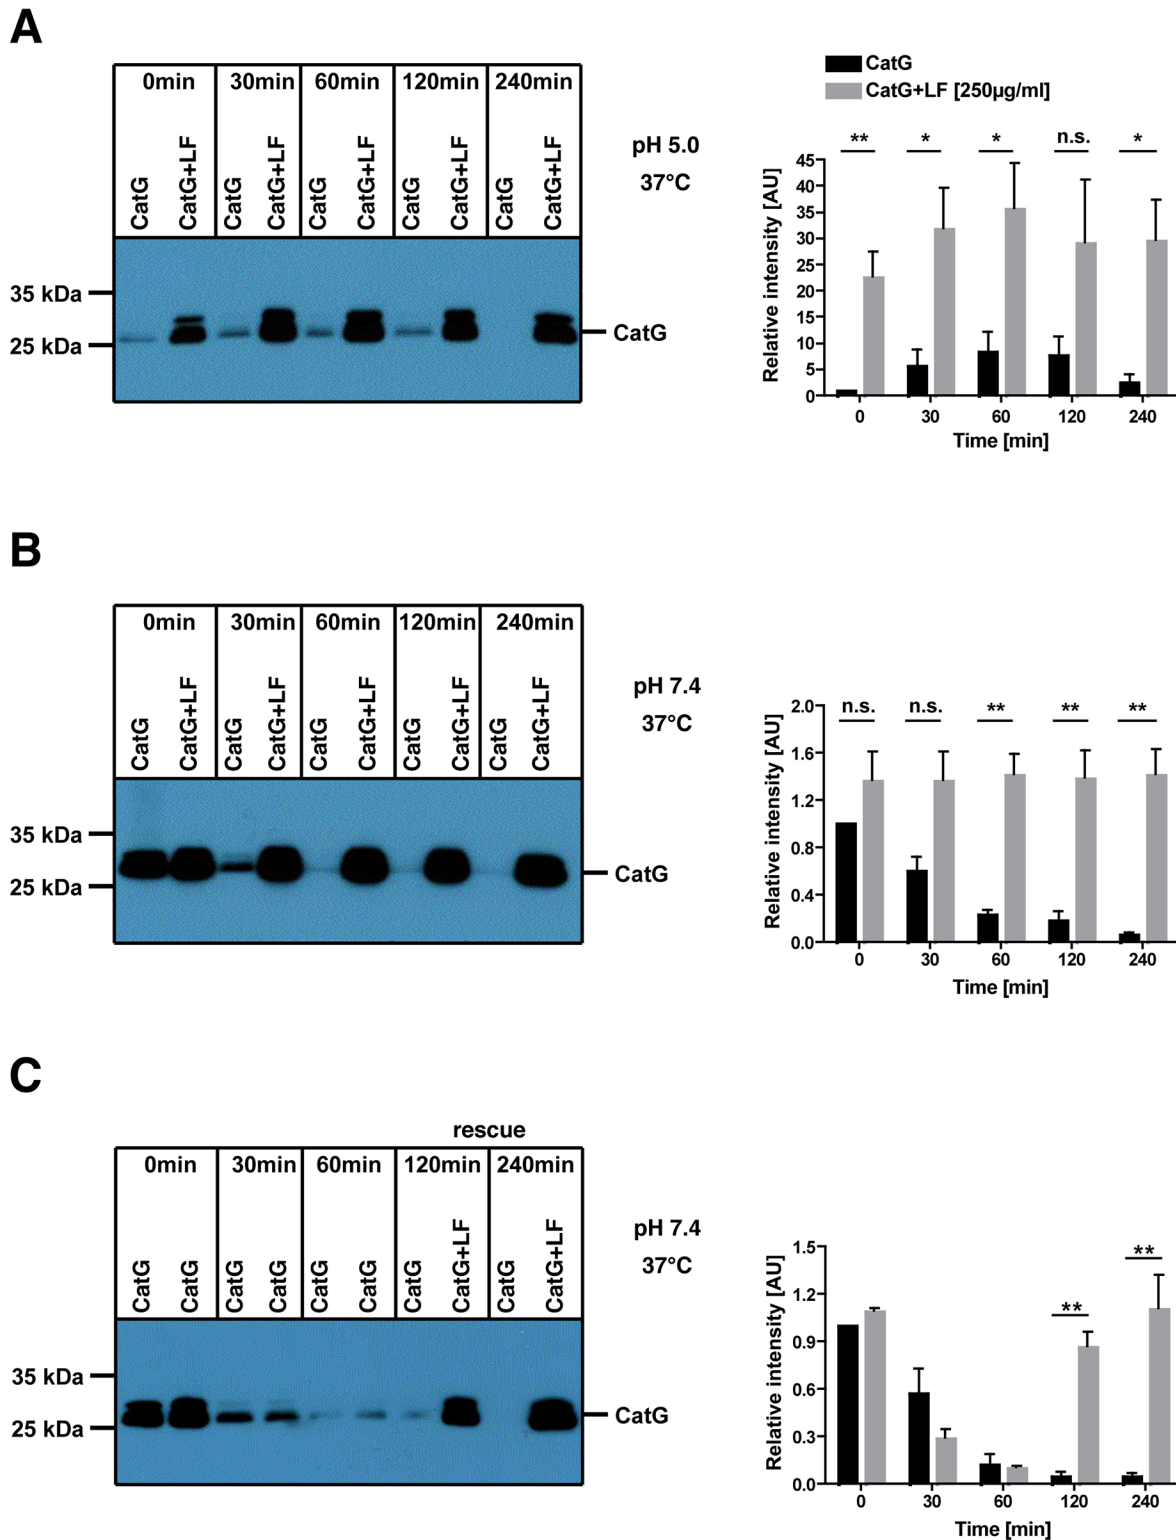 A
0min 30min 60min 120min 240min
CatG CatG+LF CatG CatG+LF CatG CatG+LF CatG CatG+LF CatG CatG+LF
35 kDa
25 kDa
CatG
pH 5.0
37°C
CatG
CatG+LF [250µg/ml]
** * * n.s. *
Relative intensity [AU]
45
40
35
30
25
20
15
10
5
0
0 30 60 120 240
Time [min]
B
0min 30min 60min 120min 240min
CatG CatG+LF CatG CatG+LF CatG CatG+LF CatG CatG+LF CatG CatG+LF
35 kDa
25 kDa
CatG
pH 7.4
37°C
n.s. n.s. ** ** **
Relative intensity [AU]
2.0
1.6
1.2
0.8
0.4
0.0
0 30 60 120 240
Time [min]
C
rescue
0min 30min 60min 120min 240min
CatG CatG CatG CatG CatG CatG CatG CatG+LF CatG CatG+LF
35 kDa
25 kDa
CatG
pH 7.4
37°C
** **
Relative intensity [AU]
1.5
1.2
0.9
0.6
0.3
0.0
0 30 60 120 240
Time [min]